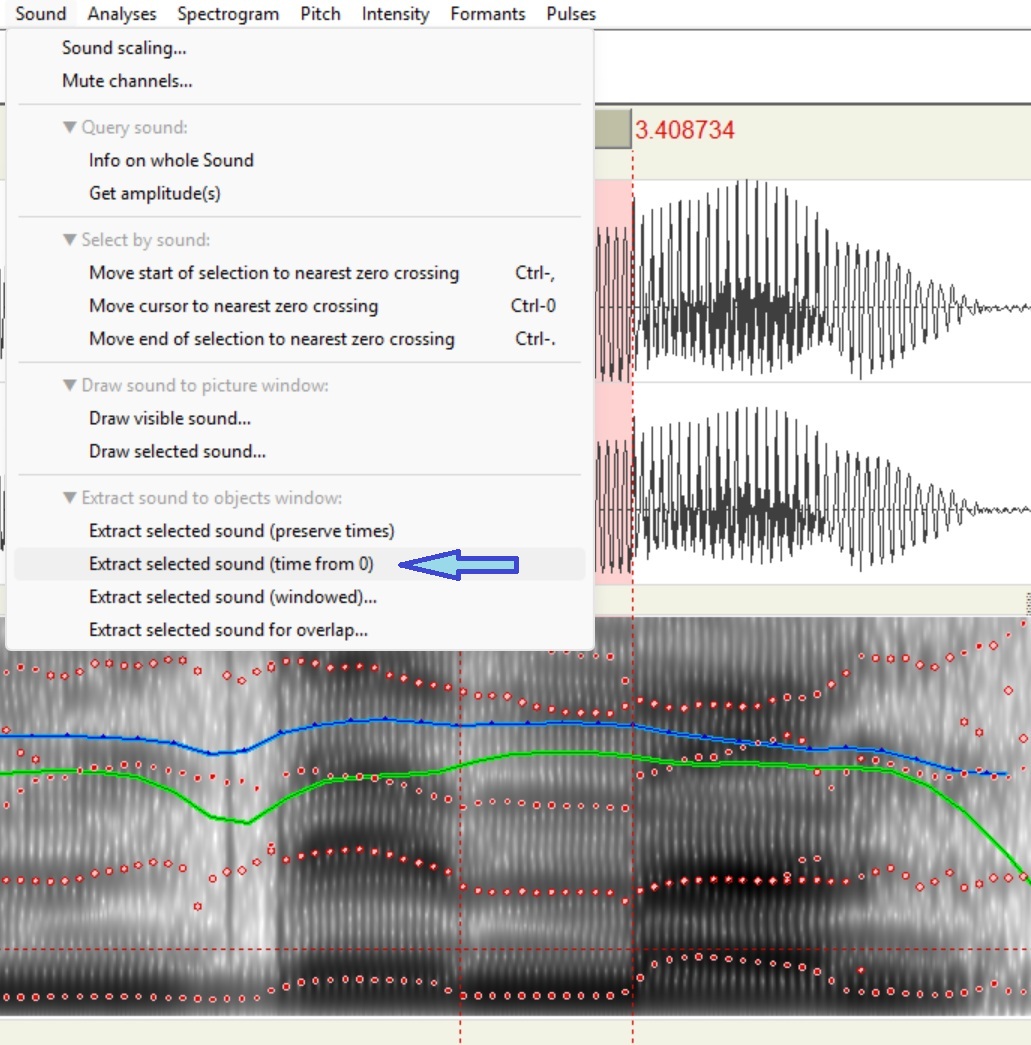 Sound Analyses Spectrogram Pitch Intensity Formants Pulses
Sound scaling...
Mute channels...
▼ Query sound:
Info on whole Sound
Get amplitude(s)
▼ Select by sound:
Move start of selection to nearest zero crossing Ctrl-,
Move cursor to nearest zero crossing Ctrl-0
Move end of selection to nearest zero crossing Ctrl-.
▼ Draw sound to picture window:
Draw visible sound...
Draw selected sound...
▼ Extract sound to objects window:
Extract selected sound (preserve times)
Extract selected sound (time from 0)
Extract selected sound (windowed)...
Extract selected sound for overlap...
3.408734